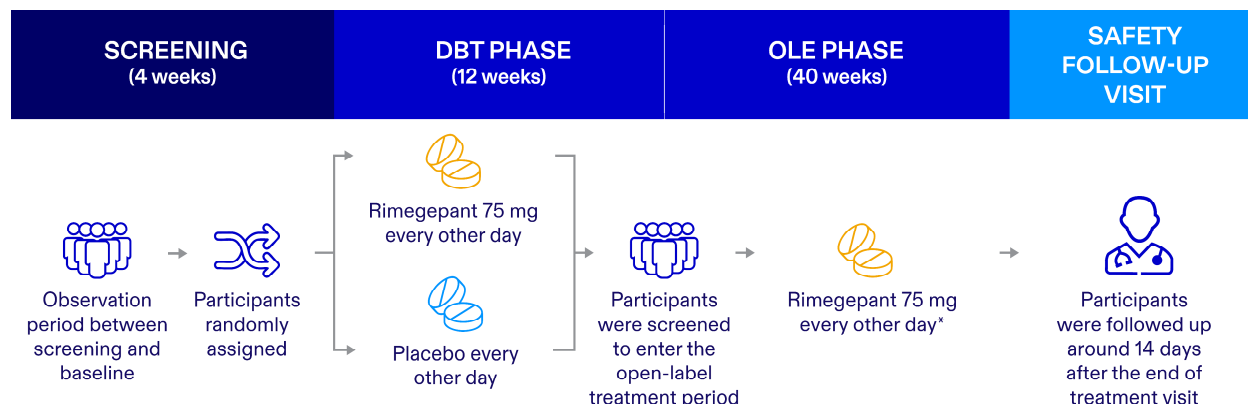 SCREENING
(4 weeks)
DBT PHASE
(12 weeks)
OLE PHASE
(40 weeks)
SAFETY
FOLLOW-UP
VISIT
Observation
period between
screening and
baseline
Participants
randomly
assigned
Rimegepant 75 mg
every other day
Placebo every
other day
Participants
were screened
to enter the
open-label
treatment period
Rimegepant 75 mg
every other day*
Participants
were followed up
around 14 days
after the end of
treatment visit